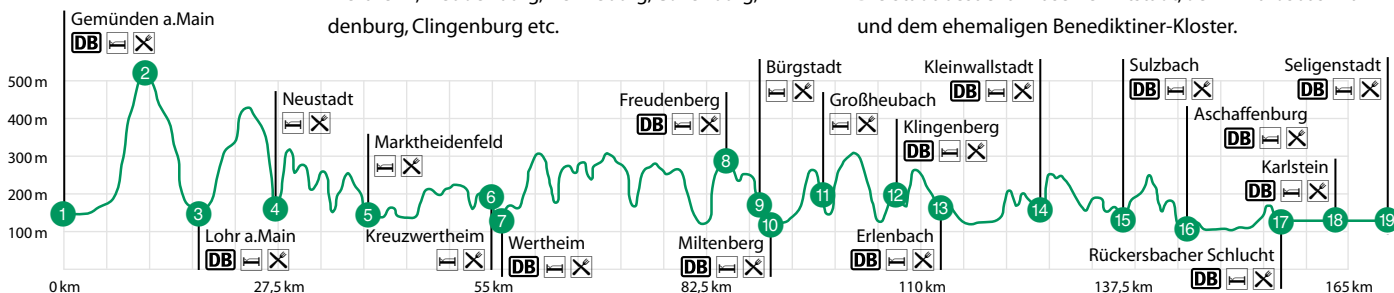 denburg, Clingenburg etc.
und dem ehemaligen Benediktiner-Kloster.
Gemünden a.Main
DB
500 m
400 m
300 m
200 m
100 m
1
2
3
Lohr a.Main
DB
Neustadt
4
Marktheidenfeld
5
Kreuzwertheim
6
7
Wertheim
DB
Freudenberg
DB
8
Bürgstadt
9
Miltenberg
DB
10
Großheubach
11
Klingenberg
DB
12
Erlenbach
DB
13
Kleinwallstadt
DB
14
Sulzbach
DB
15
Aschaffenburg
DB
16
Rückersbacher Schlucht
DB
17
Karlstein
DB
18
Seligenstadt
DB
19
0 km
27,5 km
55 km
82,5 km
110 km
137,5 km
165 km